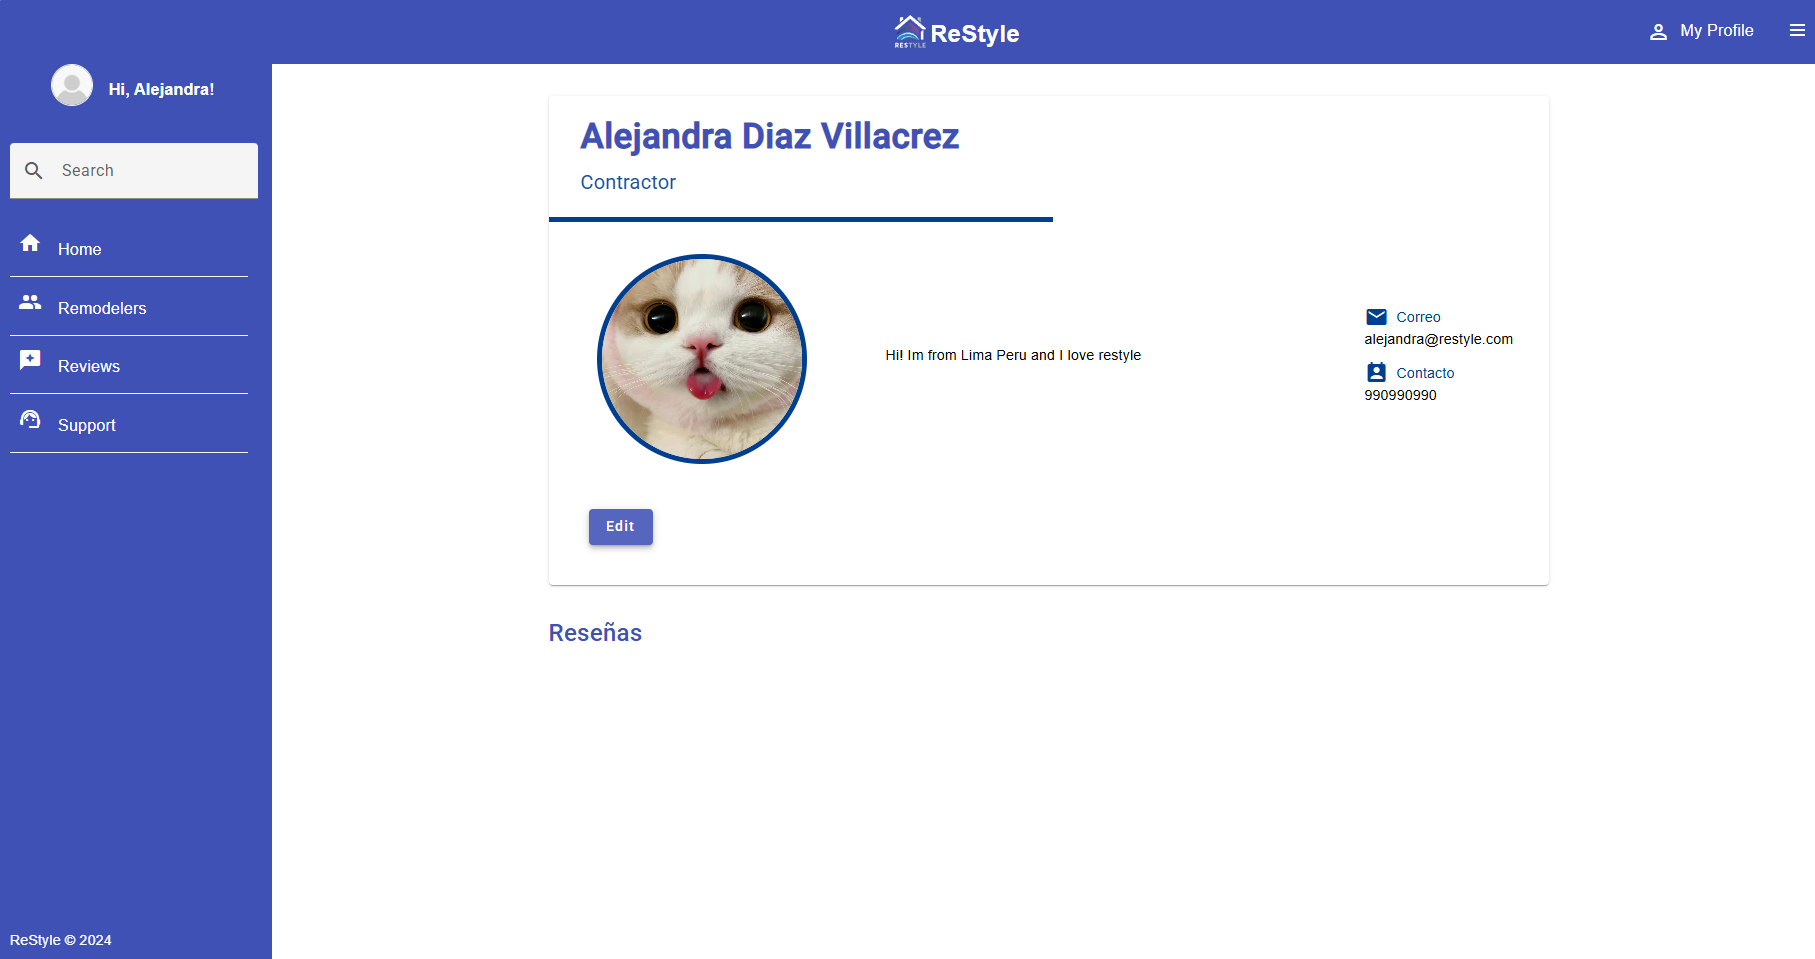 RESTYLE
ReStyle
My Profile
Hi, Alejandra!
Search
Home
Remodelers
Reviews
Support
ReStyle © 2024
Alejandra Diaz Villacrez
Contractor
Hi! Im from Lima Peru and I love restyle
Correo
alejandra@restyle.com
Contacto
990990990
Edit
Reseñas